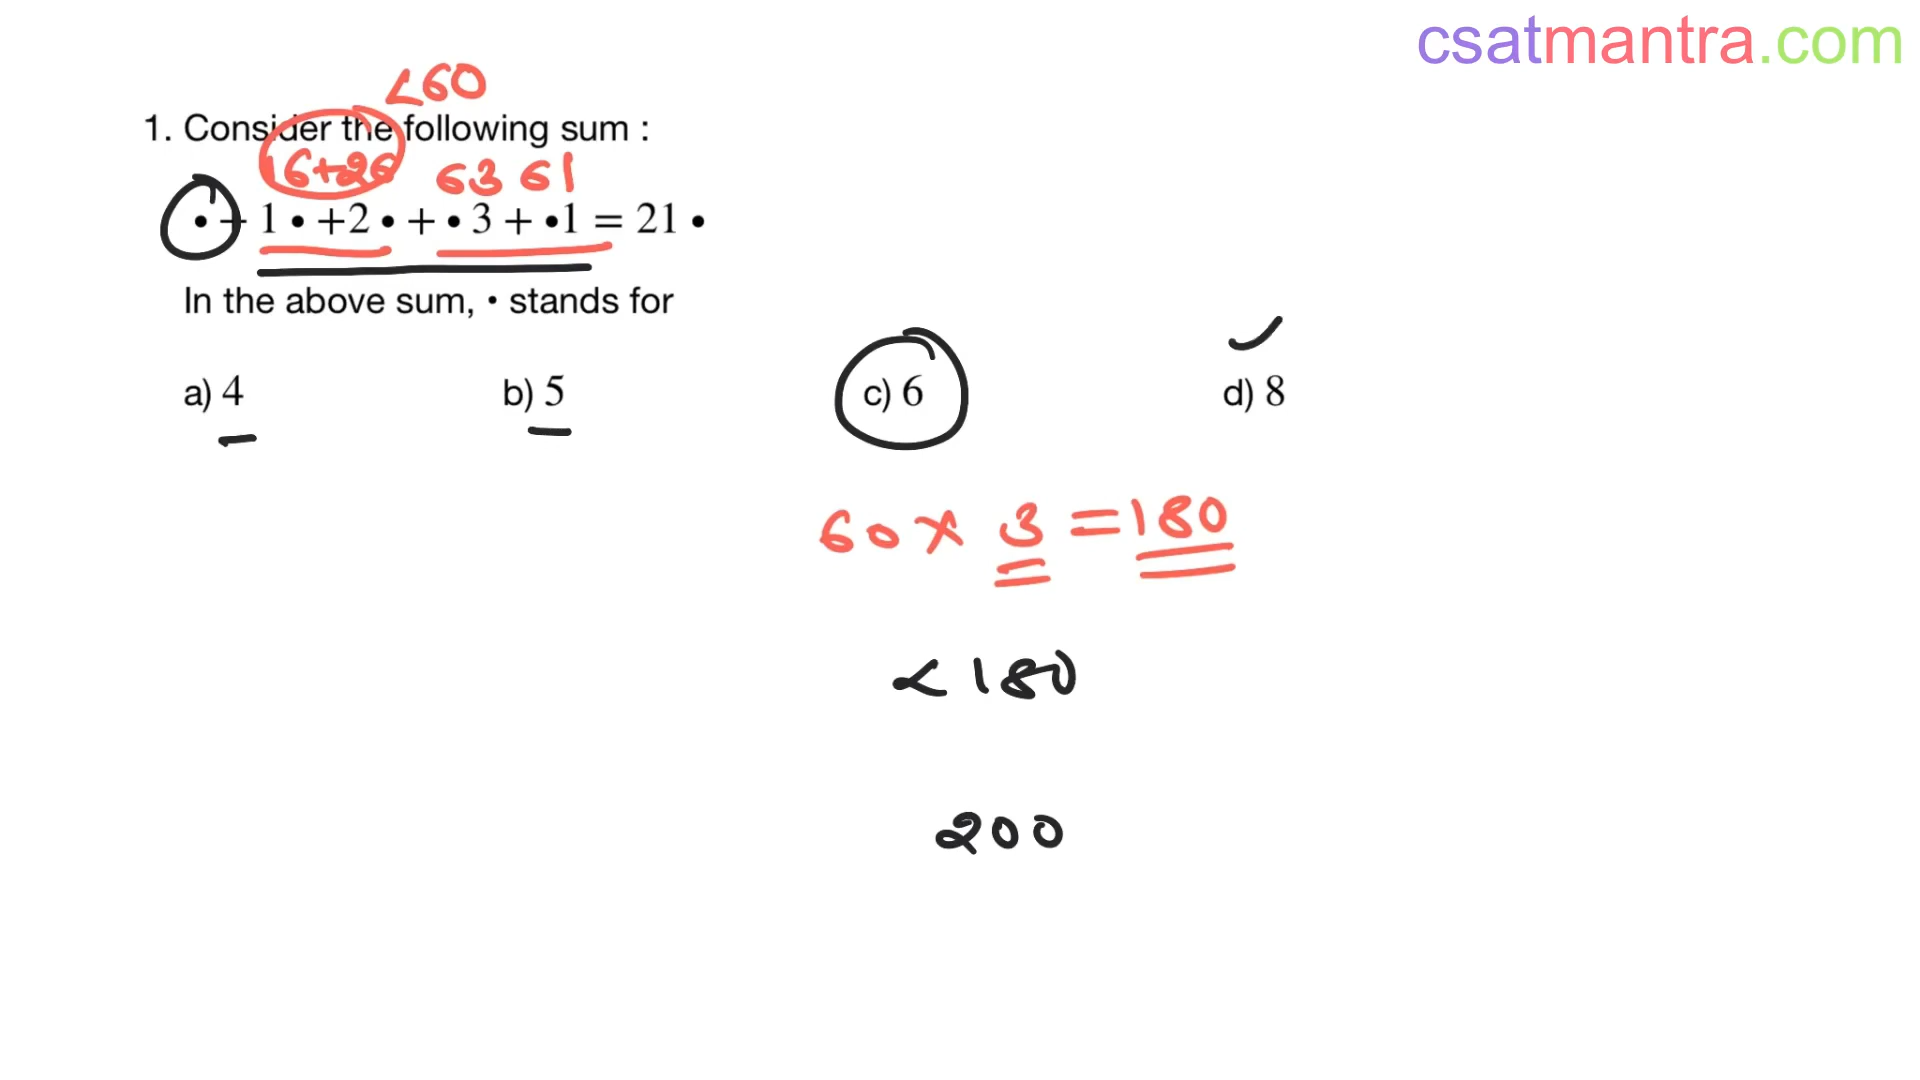 csatmantra.com
<60
1. Consider the following sum :
16+26 63 61
• + 1 • +2 • + • 3 + •1 = 21 •
In the above sum, • stands for
a) 4 b) 5 c) 6 d) 8
60 × 3 = 180
<180
200